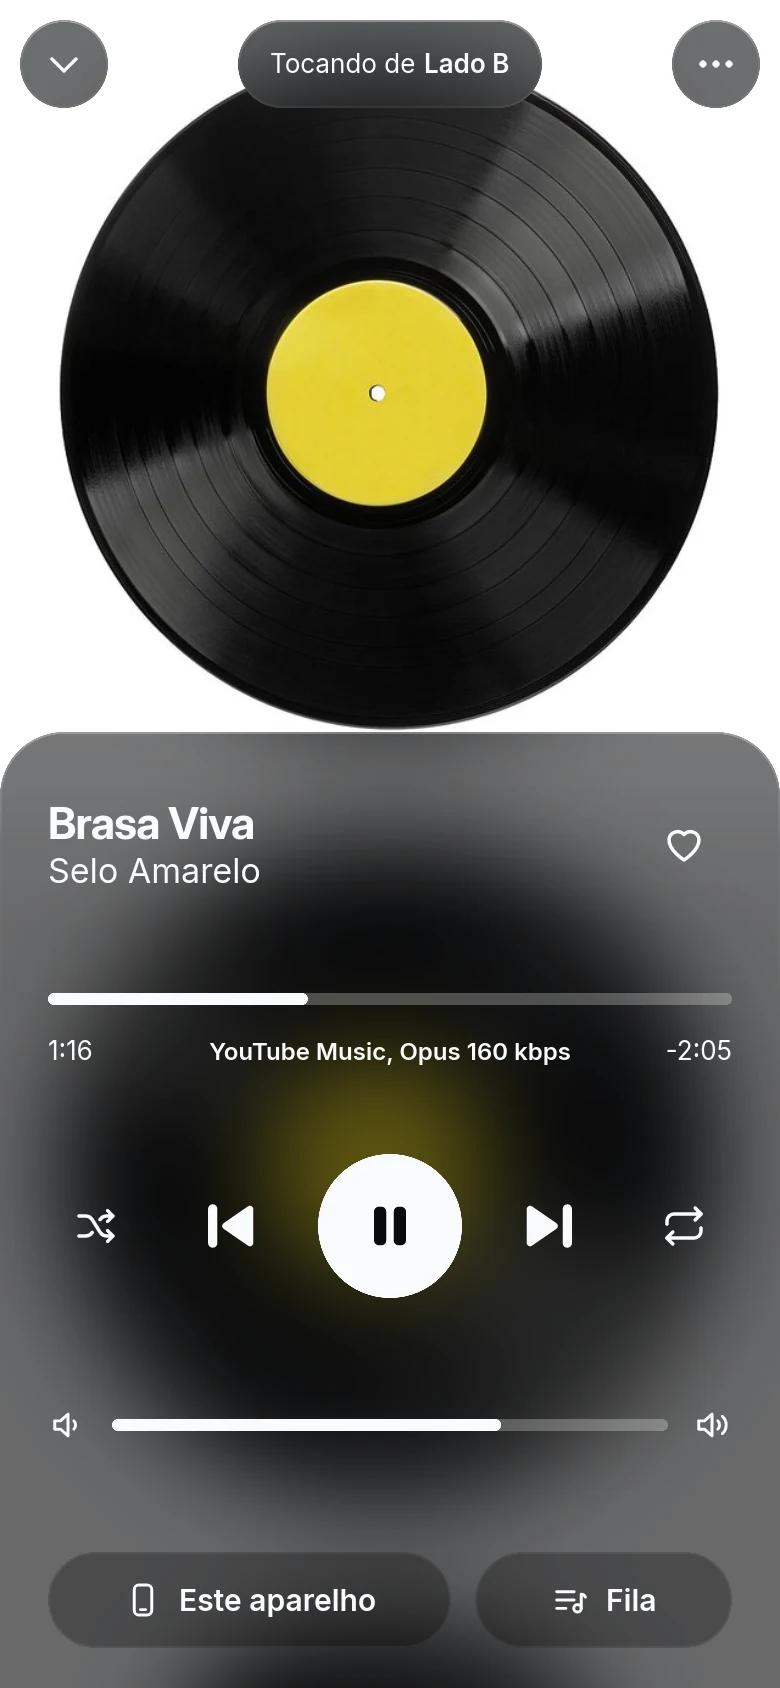 Tocando de Lado B
Brasa Viva
Selo Amarelo
1:16
YouTube Music, Opus 160 kbps
-2:05
Este aparelho
Fila